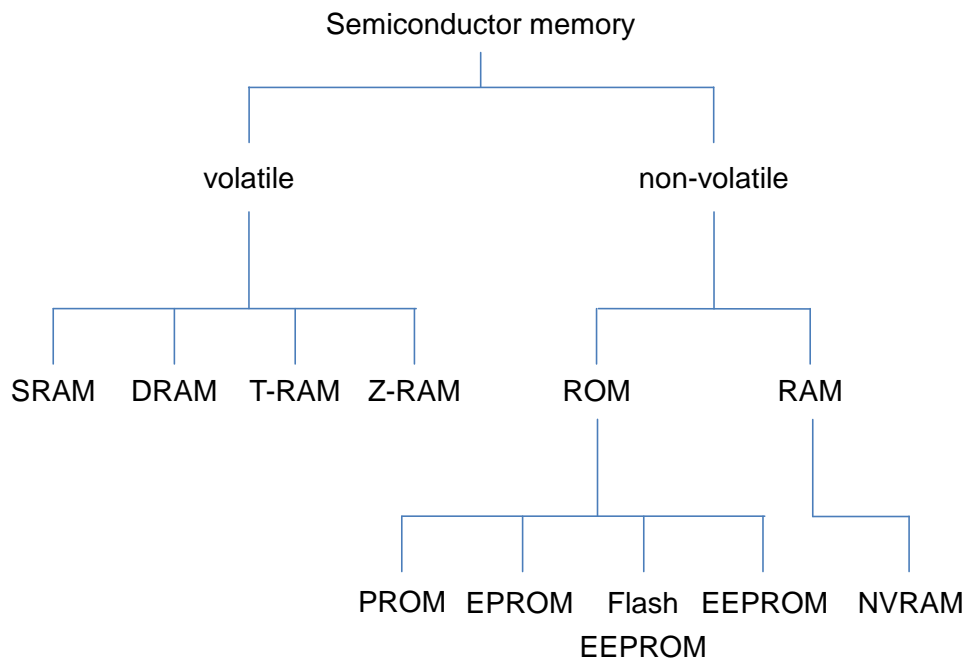 Semiconductor memory
volatile
non-volatile
SRAM
DRAM
T-RAM
Z-RAM
ROM
RAM
PROM
EPROM
Flash
EEPROM
EEPROM
NVRAM